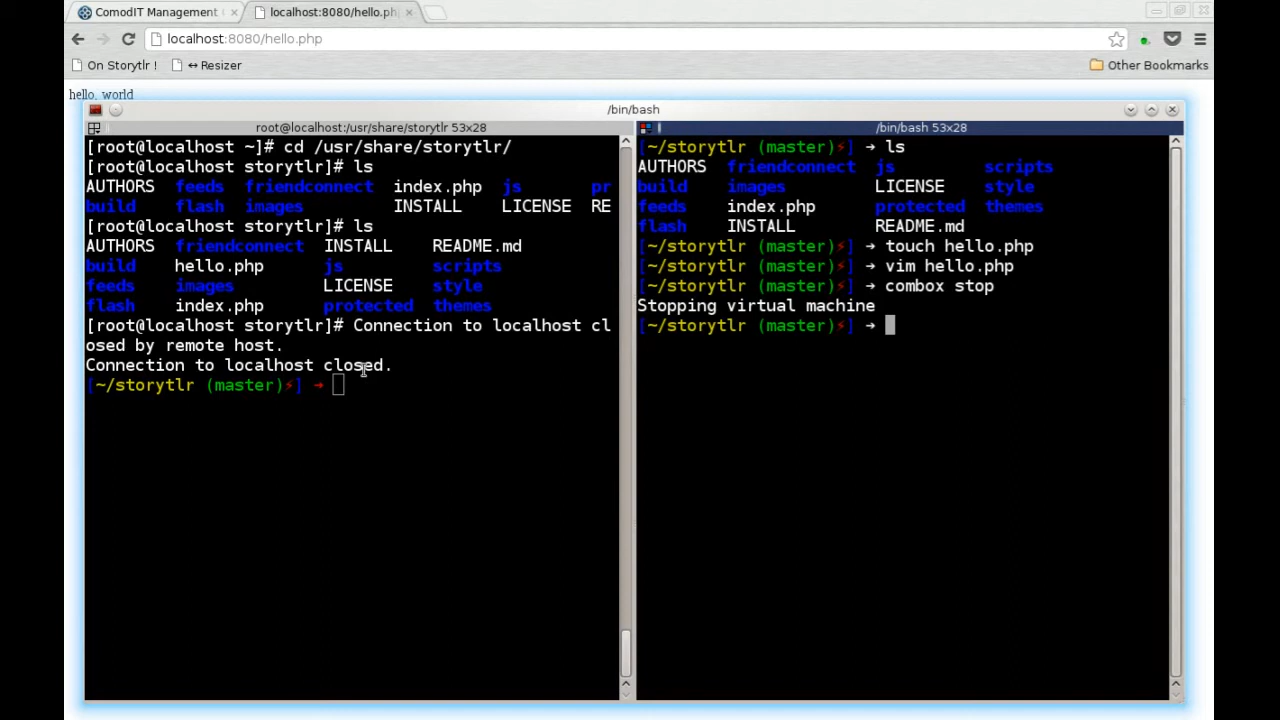 ComodIT Management
localhost:8080/hello.ph
localhost:8080/hello.php
On Storytlr !
↔ Resizer
Other Bookmarks
hello, world
/bin/bash
root@localhost:/usr/share/storytlr 53x28
[root@localhost ~]# cd /usr/share/storytlr/
[root@localhost storytlr]# ls
AUTHORS feeds friendconnect index.php js pr
build flash images INSTALL LICENSE RE
[root@localhost storytlr]# ls
AUTHORS friendconnect INSTALL README.md
build hello.php js scripts
feeds images LICENSE style
flash index.php protected themes
[root@localhost storytlr]# Connection to localhost cl
osed by remote host.
Connection to localhost closed.
[~/storytlr (master)⚡] →
/bin/bash 53x28
[~/storytlr (master)⚡] → ls
AUTHORS friendconnect js scripts
build images LICENSE style
feeds index.php protected themes
flash INSTALL README.md
[~/storytlr (master)⚡] → touch hello.php
[~/storytlr (master)⚡] → vim hello.php
[~/storytlr (master)⚡] → combox stop
Stopping virtual machine
[~/storytlr (master)⚡] →